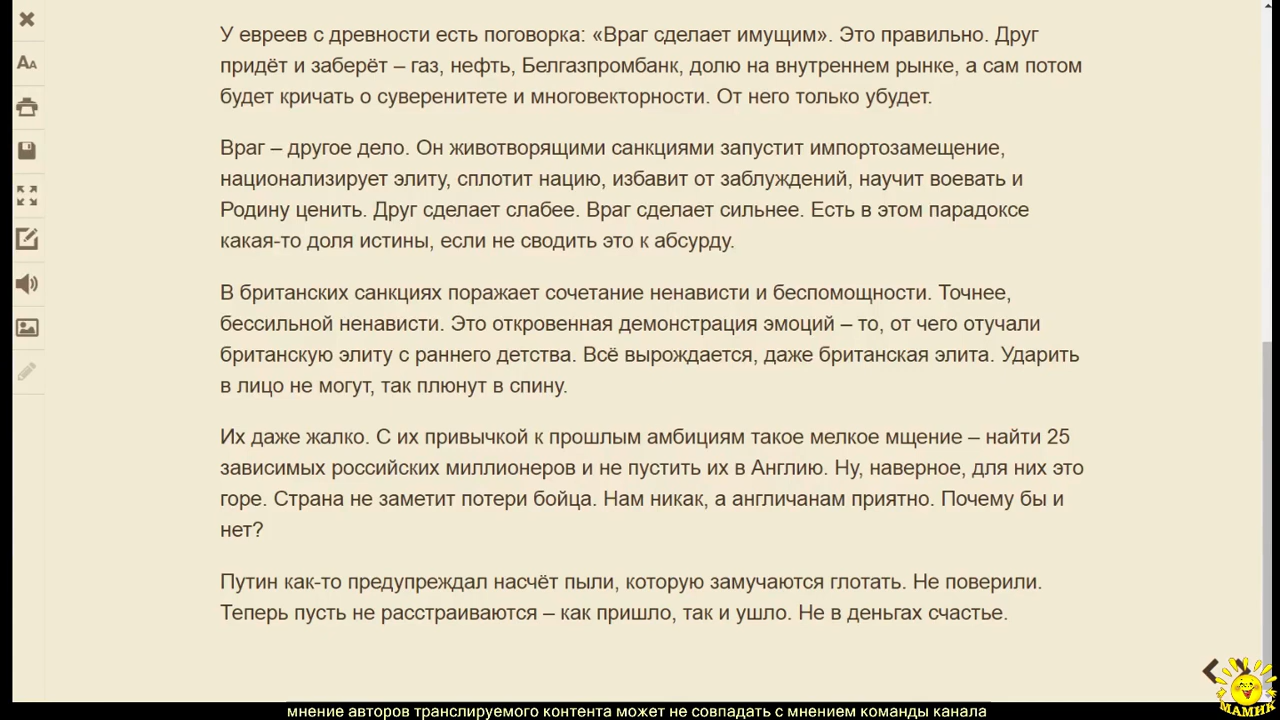 У евреев с древности есть поговорка: «Враг сделает имущим». Это правильно. Друг
придёт и заберёт – газ, нефть, Белгазпромбанк, долю на внутреннем рынке, а сам потом
будет кричать о суверенитете и многовекторности. От него только убудет.
Враг – другое дело. Он животворящими санкциями запустит импортозамещение,
национализирует элиту, сплотит нацию, избавит от заблуждений, научит воевать и
Родину ценить. Друг сделает слабее. Враг сделает сильнее. Есть в этом парадоксе
какая-то доля истины, если не сводить это к абсурду.
В британских санкциях поражает сочетание ненависти и беспомощности. Точнее,
бессильной ненависти. Это откровенная демонстрация эмоций – то, от чего отучали
британскую элиту с раннего детства. Всё вырождается, даже британская элита. Ударить
в лицо не могут, так плюнут в спину.
Их даже жалко. С их привычкой к прошлым амбициям такое мелкое мщение – найти 25
зависимых российских миллионеров и не пустить их в Англию. Ну, наверное, для них это
горе. Страна не заметит потери бойца. Нам никак, а англичанам приятно. Почему бы и
нет?
Путин как-то предупреждал насчёт пыли, которую замучаются глотать. Не поверили.
Теперь пусть не расстраиваются – как пришло, так и ушло. Не в деньгах счастье.
МАМИК
мнение авторов транслируемого контента может не совпадать с мнением команды канала